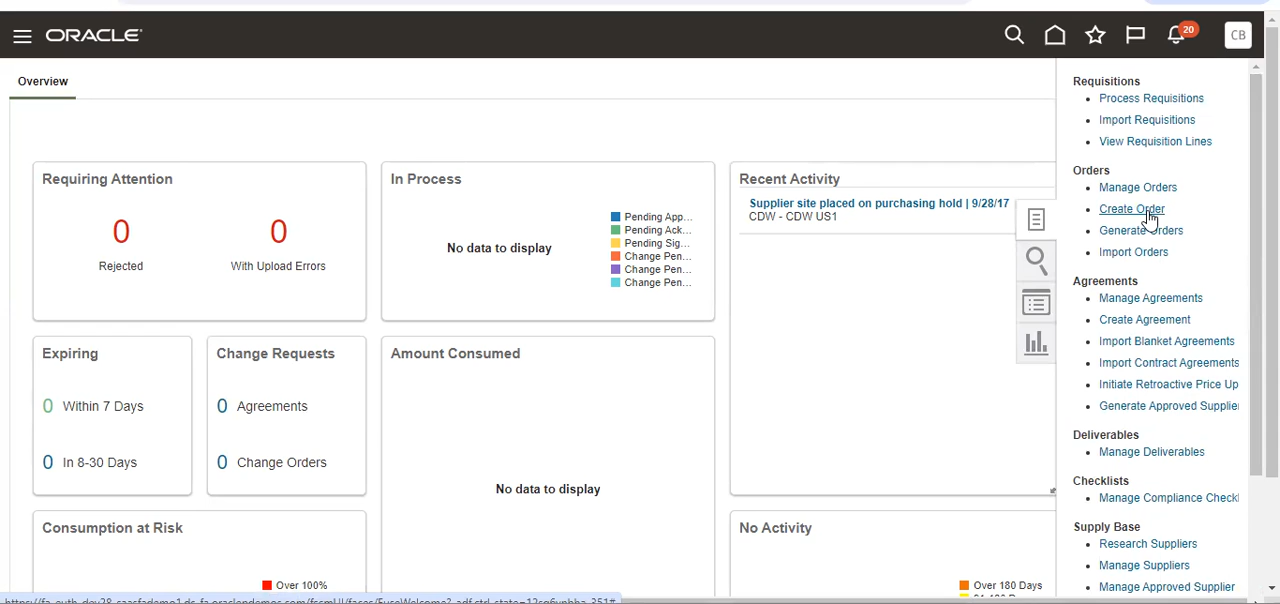 ORACLE
20
CB
Overview
Requiring Attention
0
Rejected
0
With Upload Errors
In Process
No data to display
Pending App...
Pending Ack...
Pending Sig...
Change Pen...
Change Pen...
Change Pen...
Recent Activity
Supplier site placed on purchasing hold | 9/28/17
CDW - CDW US1
Expiring
0 Within 7 Days
0 In 8-30 Days
Change Requests
0 Agreements
0 Change Orders
Amount Consumed
No data to display
Consumption at Risk
Over 100%
No Activity
Over 180 Days
Requisitions
Process Requisitions
Import Requisitions
View Requisition Lines
Orders
Manage Orders
Create Order
Generate Orders
Import Orders
Agreements
Manage Agreements
Create Agreement
Import Blanket Agreements
Import Contract Agreements
Initiate Retroactive Price Up
Generate Approved Supplier
Deliverables
Manage Deliverables
Checklists
Manage Compliance Checkl
Supply Base
Research Suppliers
Manage Suppliers
Manage Approved Supplier